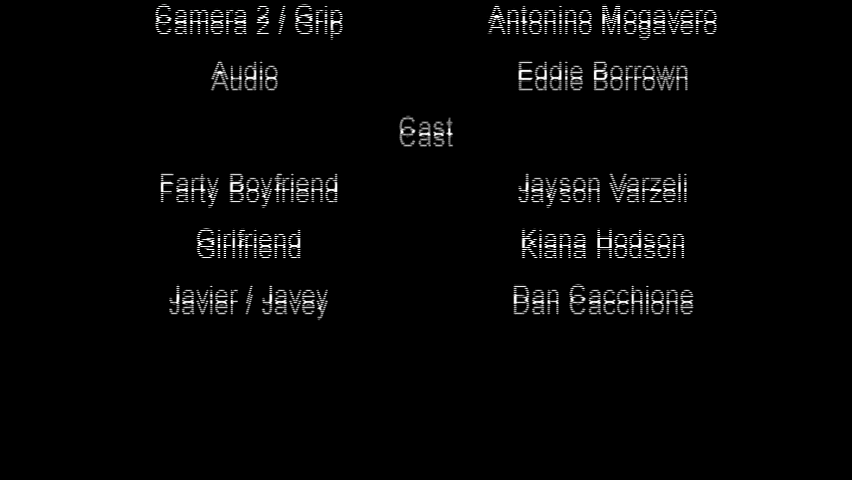 Camera 2 / Grip Antonino Mogavero
Audio Eddie Borrown
Cast
Farty Boyfriend Jayson Varzeli
Girlfriend Kiana Hodson
Javier / Javey Dan Cacchione